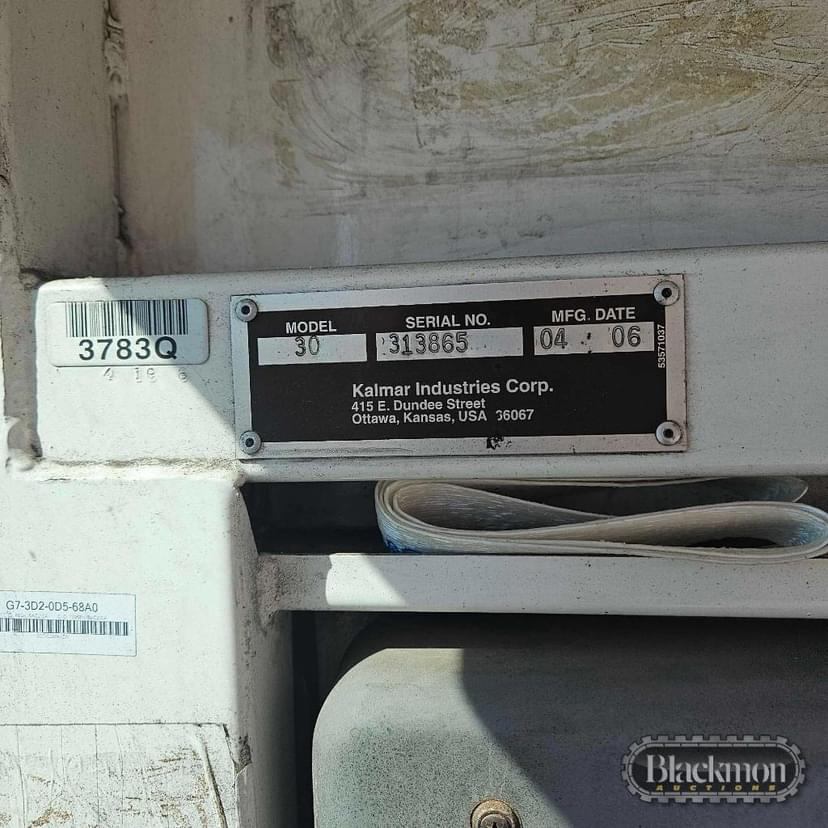 MODEL SERIAL NO. MFG. DATE
30 313865 04 06
53571037
3783Q
Kalmar Industries Corp.
415 E. Dundee Street
Ottawa, Kansas, USA 66067
G7-3D2-0D5-68A0
Blackmon
AUCTIONS